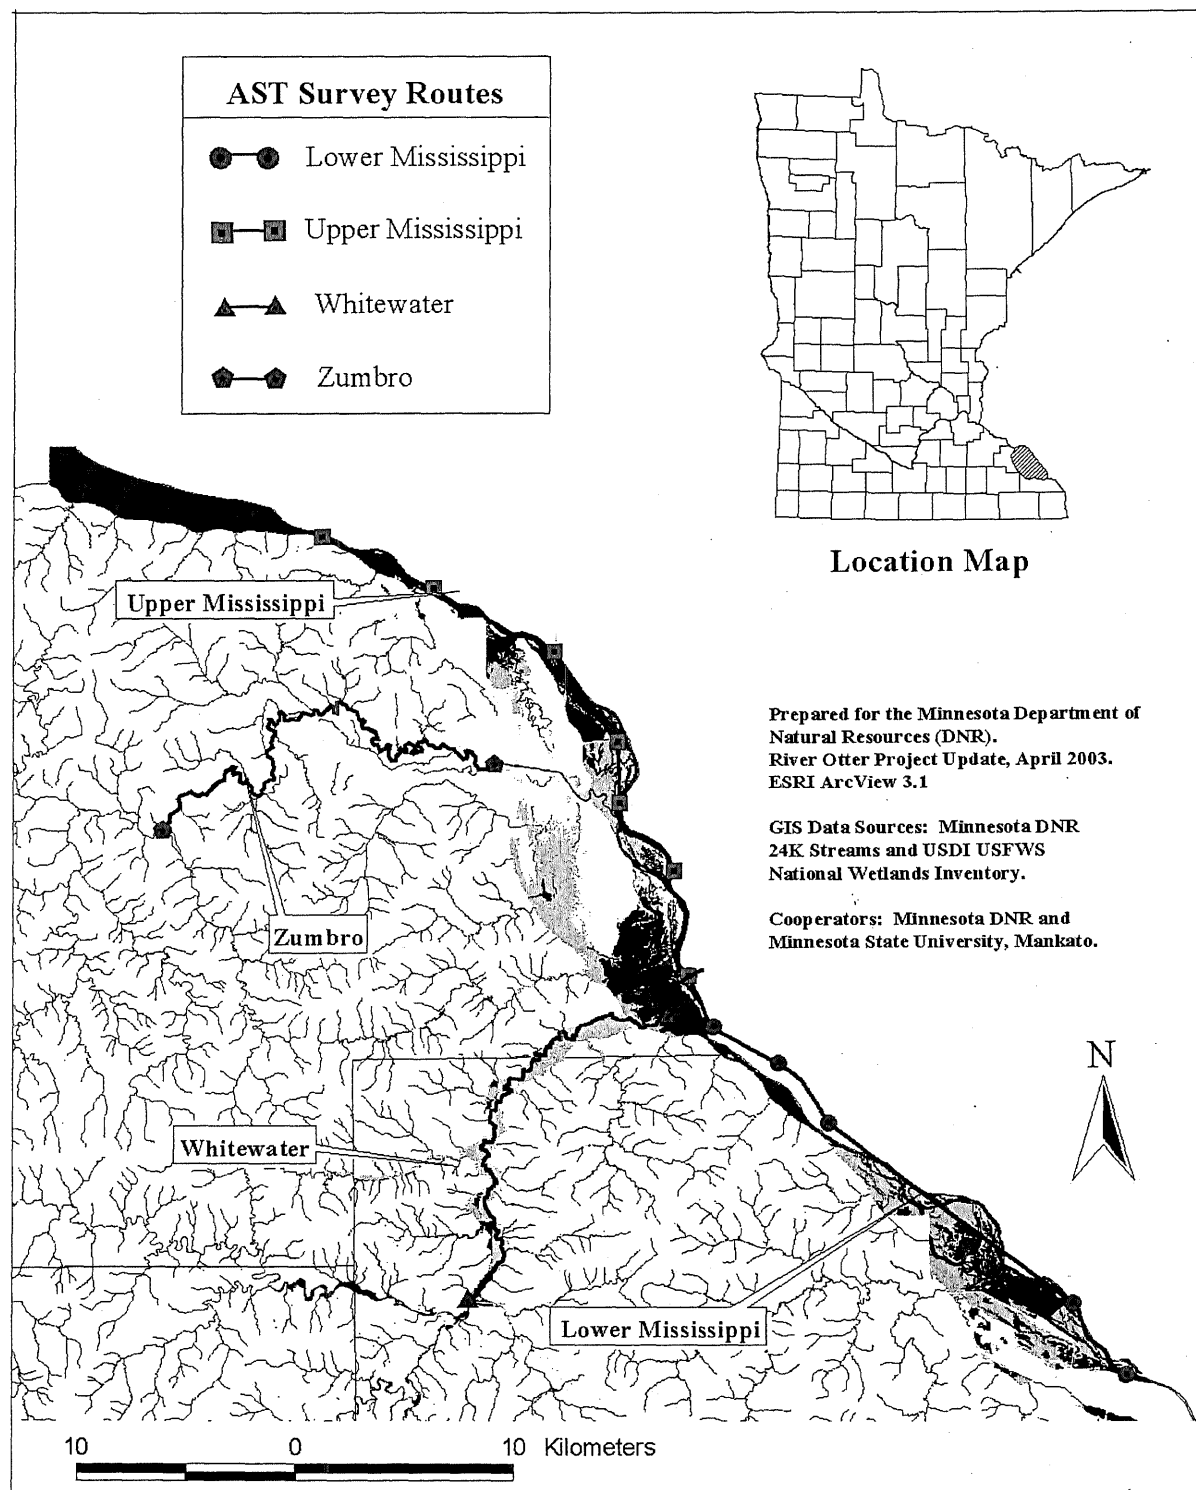 AST Survey Routes
Lower Mississippi
Upper Mississippi
Whitewater
Zumbro
Location Map
Upper Mississippi
Prepared for the Minnesota Department of
Natural Resources (DNR).
River Otter Project Update, April 2003.
ESRI ArcView 3.1
GIS Data Sources: Minnesota DNR
24K Streams and USDI USFWS
National Wetlands Inventory.
Cooperators: Minnesota DNR and
Minnesota State University, Mankato.
Zumbro
N
Whitewater
Lower Mississippi
10 0 10 Kilometers